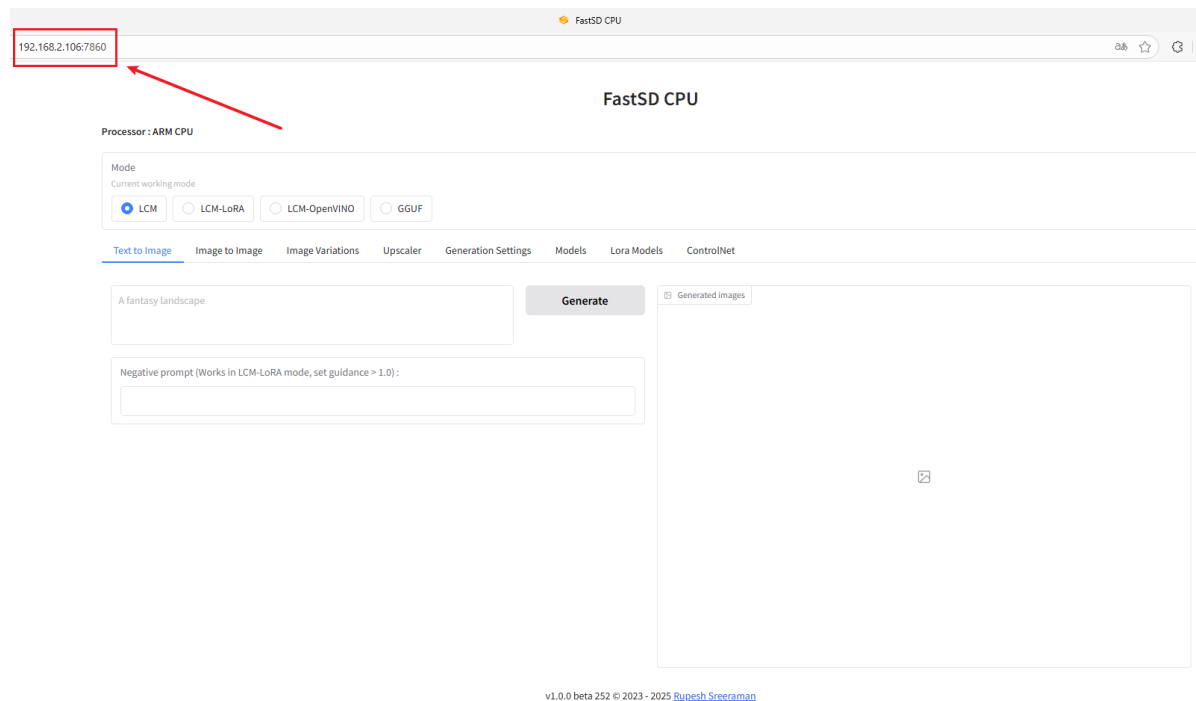 FastSD CPU
192.168.2.106:7860
FastSD CPU
Processor : ARM CPU
Mode
Current working mode
LCM LCM-LoRA LCM-OpenVINO GGUF
Text to Image Image to Image Image Variations Upscaler Generation Settings Models Lora Models ControlNet
A fantasy landscape
Generate
Generated images
Negative prompt (Works in LCM-LoRA mode, set guidance > 1.0) :
v1.0.0 beta 252 © 2023 - 2025 Rupesh Sreeraman